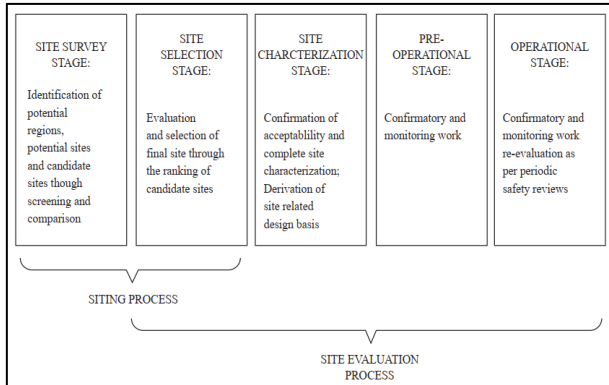 SITE SURVEY
STAGE:
Identification of
potential
regions,
potential sites
and candidate
sites though
screening and
comparison
SITE
SELECTION
STAGE:
Evaluation
and selection of
final site through
the ranking of
candidate sites
SITE
CHARCTERIZATION
STAGE:
Confirmation of
acceptablility and
complete site
characterization;
Derivation of
site related
design basis
PRE-
OPERATIONAL
STAGE:
Confirmatory and
monitoring work
OPERATIONAL
STAGE:
Confirmatory and
monitoring work
re-evaluation as
per periodic
safety reviews
SITING PROCESS
SITE EVALUATION
PROCESS